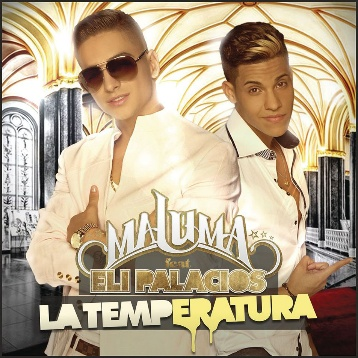 MALUMA
feat
ELI PALACIOS
LA TEMPERATURA